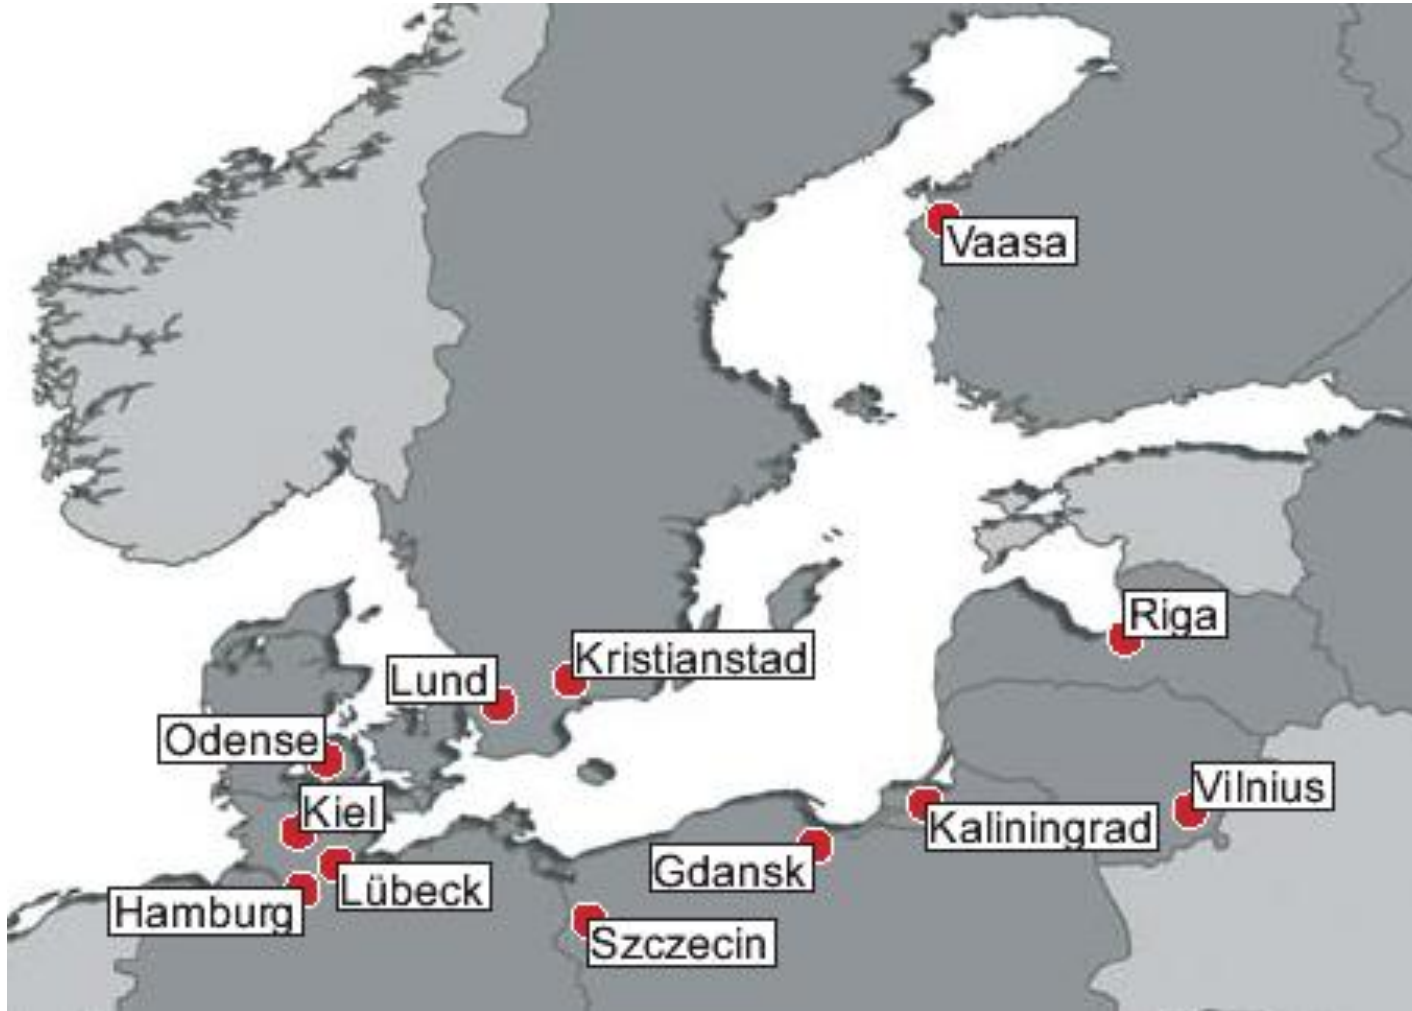 Vaasa
Riga
Kristianstad
Lund
Odense
Vilnius
Kiel
Kaliningrad
Gdansk
Lübeck
Hamburg
Szczecin